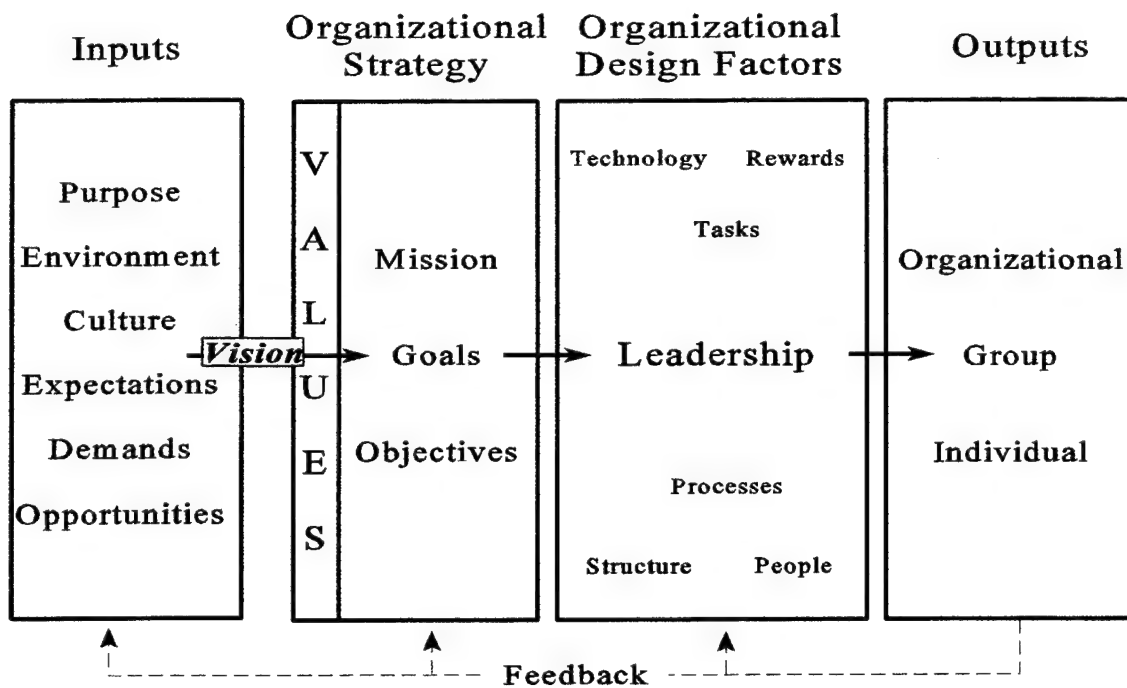 Inputs
Organizational
Strategy
Organizational
Design Factors
Outputs
Purpose
Environment
Culture
Expectations
Demands
Opportunities
Vision
VALUES
Mission
Goals
Objectives
Technology
Rewards
Tasks
Leadership
Processes
Structure
People
Organizational
Group
Individual
Feedback